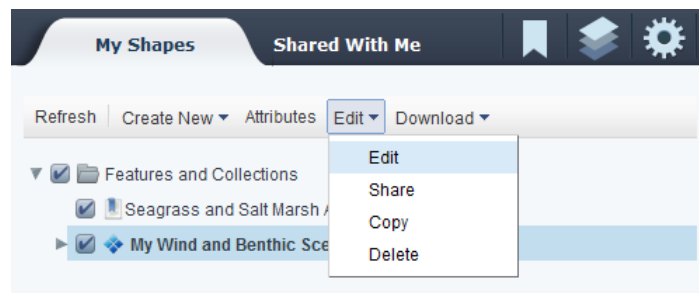 My Shapes Shared With Me
Refresh Create New Attributes Edit Download
Edit
Features and Collections
Share
Seagrass and Salt Marsh
Copy
My Wind and Benthic
Delete